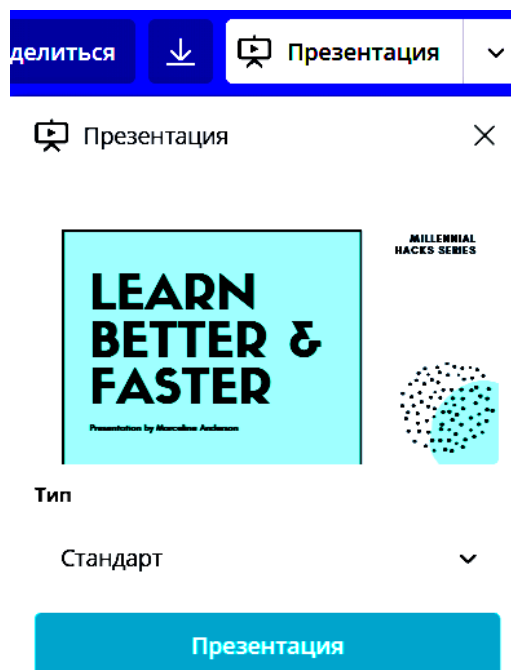 делиться
Презентация
Презентация
MILLENNIAL
HACKS SERIES
LEARN
BETTER &
FASTER
Presentation by Marceline Anderson
Тип
Стандарт
Презентация